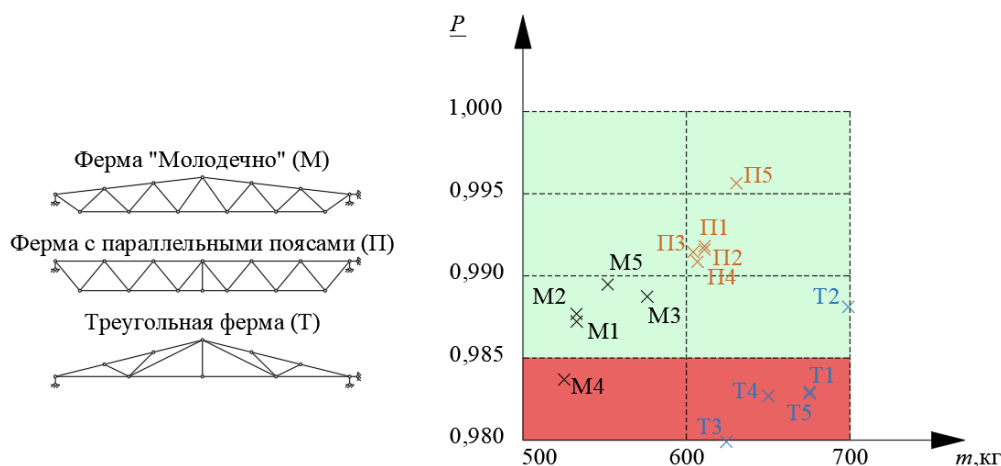 Ферма "Молодечно" (М)
Ферма с параллельными поясами (П)
Треугольная ферма (Т)
P
1,000
0,995
0,990
0,985
0,980
П5
П1
П3
П2
П4
М5
М2
М3
М1
Т2
М4
Т1
Т4
Т5
Т3
500
600
700
m,кг